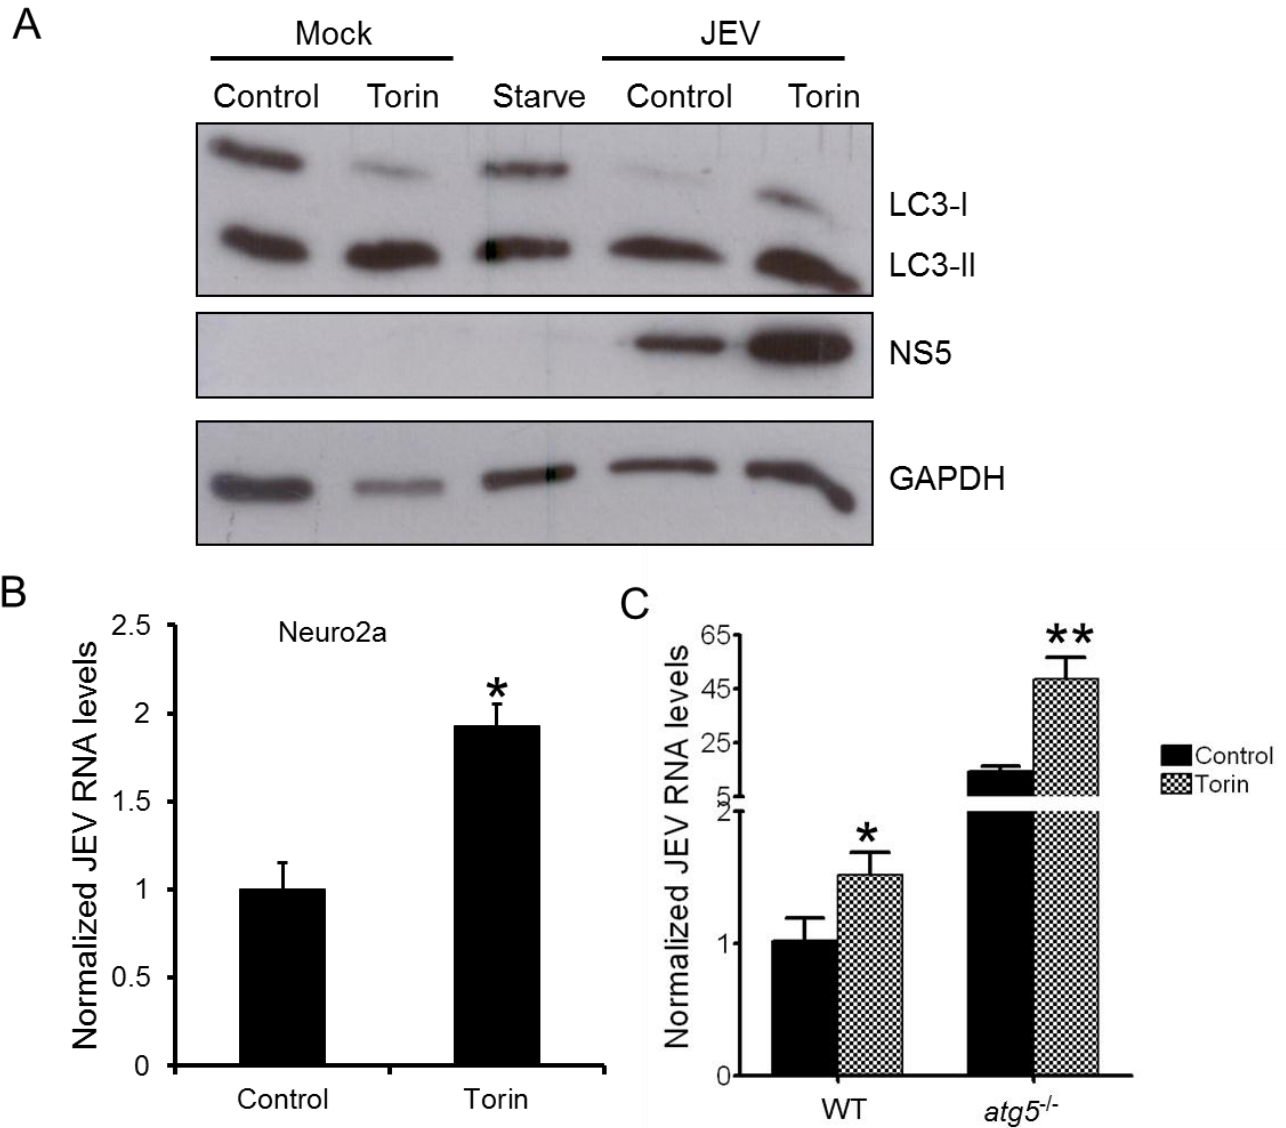 A
Mock JEV
Control Torin Starve Control Torin
LC3-I
LC3-II
NS5
GAPDH
B
Neuro2a
Normalized JEV RNA levels
2.5
2
1.5
1
0.5
0
*
Control Torin
C
Normalized JEV RNA levels
65
45
25
5
2
1
0
*
**
WT atg5-/-
Control
Torin